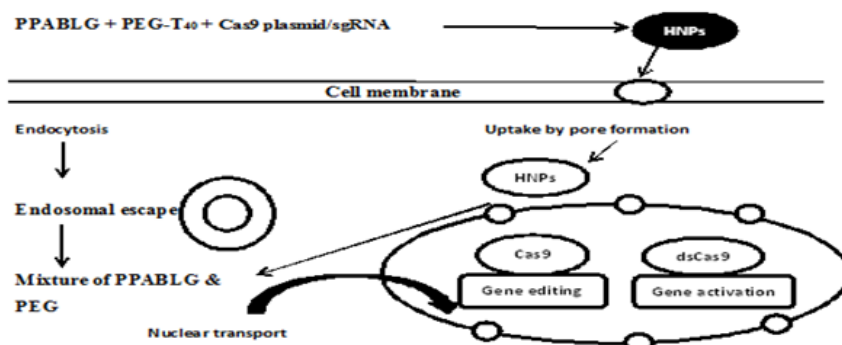 PPABLG + PEG-T40 + Cas9 plasmid/sgRNA
HNPs
Cell membrane
Endocytosis
Uptake by pore formation
HNPs
Endosomal escape
Cas9
dsCas9
Mixture of PPABLG &
PEG
Gene editing
Gene activation
Nuclear transport